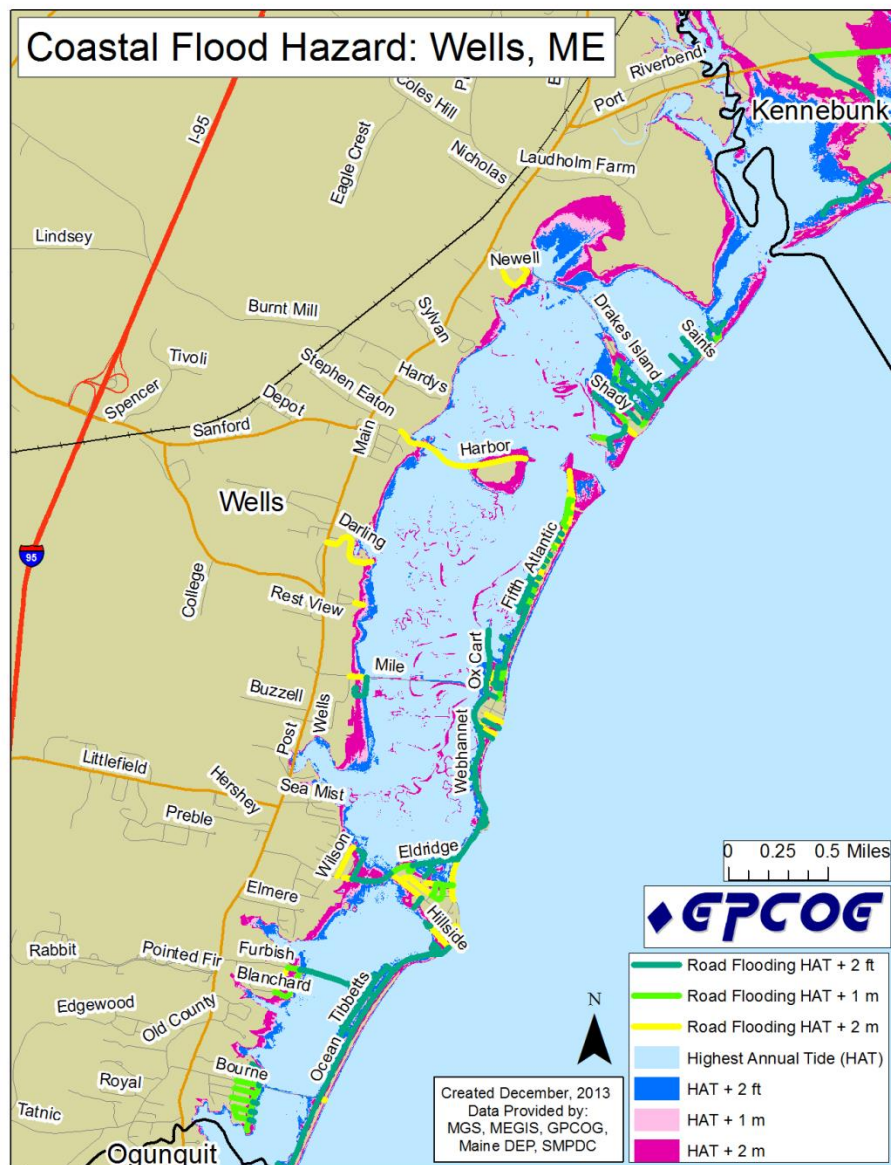 Coastal Flood Hazard: Wells, ME
Riverbend
Port
Coles Hill
Kennebunk
I-95
Eagle Crest
Nicholas
Laudholm Farm
Lindsey
Newell
Burnt Mill
Sylvan
Drakes Island
Saints
Tivoli
Stephen Eaton
Hardys
Spencer
Depot
Shady
Sanford
Main
Harbor
Wells
Darling
Fifth
Atlantic
95
College
Rest View
Ox Cart
Mile
Buzzell
Wells
Post
Webhannet
Littlefield
Hershey
Sea Mist
Preble
Wilson
Eldridge
0 0.25 0.5 Miles
Elmere
Hillside
GPCOG
Rabbit
Pointed Fir
Furbish
Blanchard
Tibbetts
Edgewood
Old County
Ocean
N
Bourne
Royal
Tatnic
Ogunquit
Created December, 2013
Data Provided by:
MGS, MEGIS, GPCOG,
Maine DEP, SMPDC
Road Flooding HAT + 2 ft
Road Flooding HAT + 1 m
Road Flooding HAT + 2 m
Highest Annual Tide (HAT)
HAT + 2 ft
HAT + 1 m
HAT + 2 m